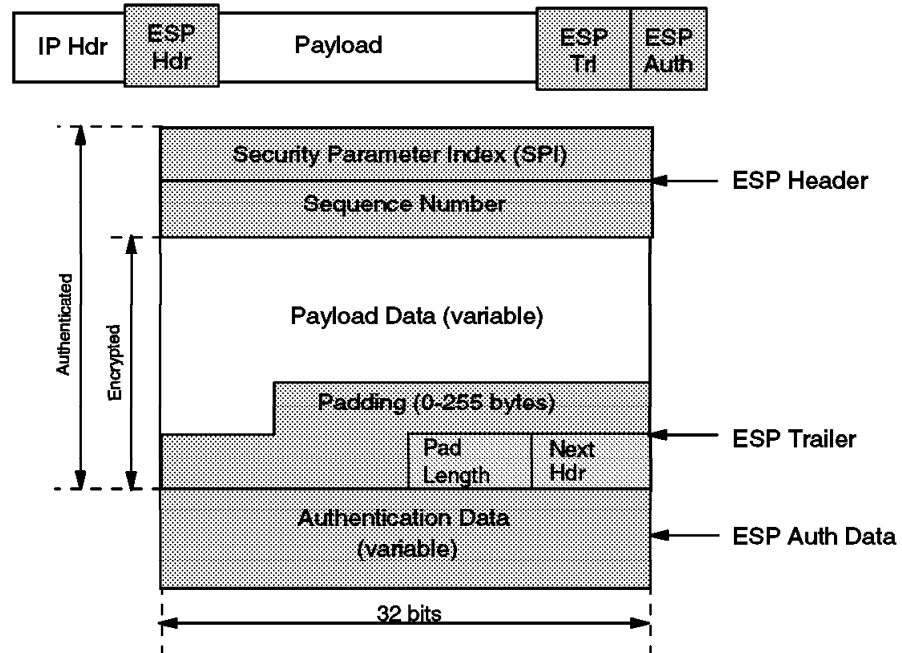 IP Hdr
ESP
Hdr
Payload
ESP
Trl
ESP
Auth
Security Parameter Index (SPI)
ESP Header
Sequence Number
Authenticated
Encrypted
Payload Data (variable)
Padding (0-255 bytes)
Pad
Length
Next
Hdr
ESP Trailer
Authentication Data
(variable)
ESP Auth Data
32 bits